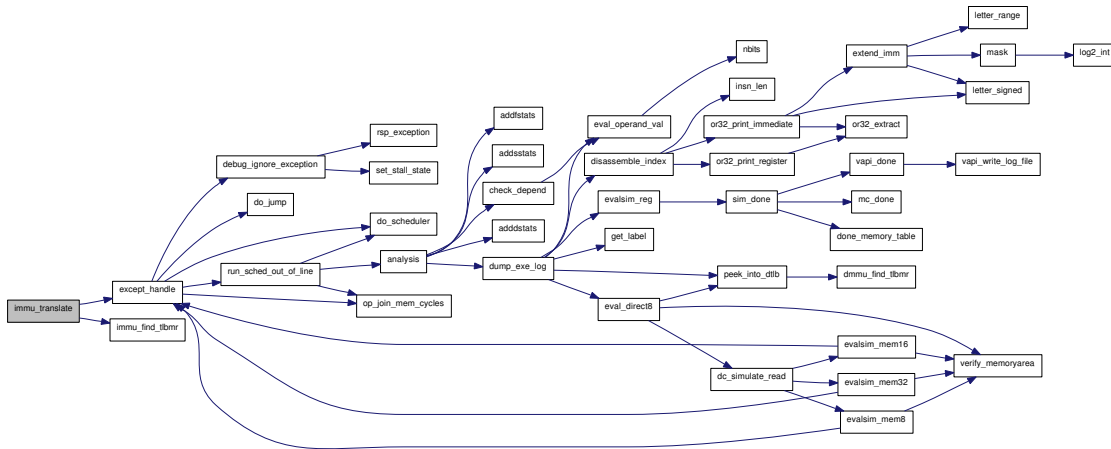 immu_translate
except_handle
immu_find_tlbmr
debug_ignore_exception
do_jump
run_sched_out_of_line
rsp_exception
set_stall_state
do_scheduler
analysis
op_join_mem_cycles
addfstats
addsstats
check_depend
adddstats
dump_exe_log
eval_operand_val
disassemble_index
evalsim_reg
get_label
eval_direct8
nbits
insn_len
or32_print_immediate
or32_print_register
sim_done
peek_into_dtlb
dc_simulate_read
extend_imm
or32_extract
vapi_done
mc_done
done_memory_table
dmmu_find_tlbmr
evalsim_mem16
evalsim_mem32
evalsim_mem8
letter_range
mask
letter_signed
vapi_write_log_file
verify_memoryarea
log2_int